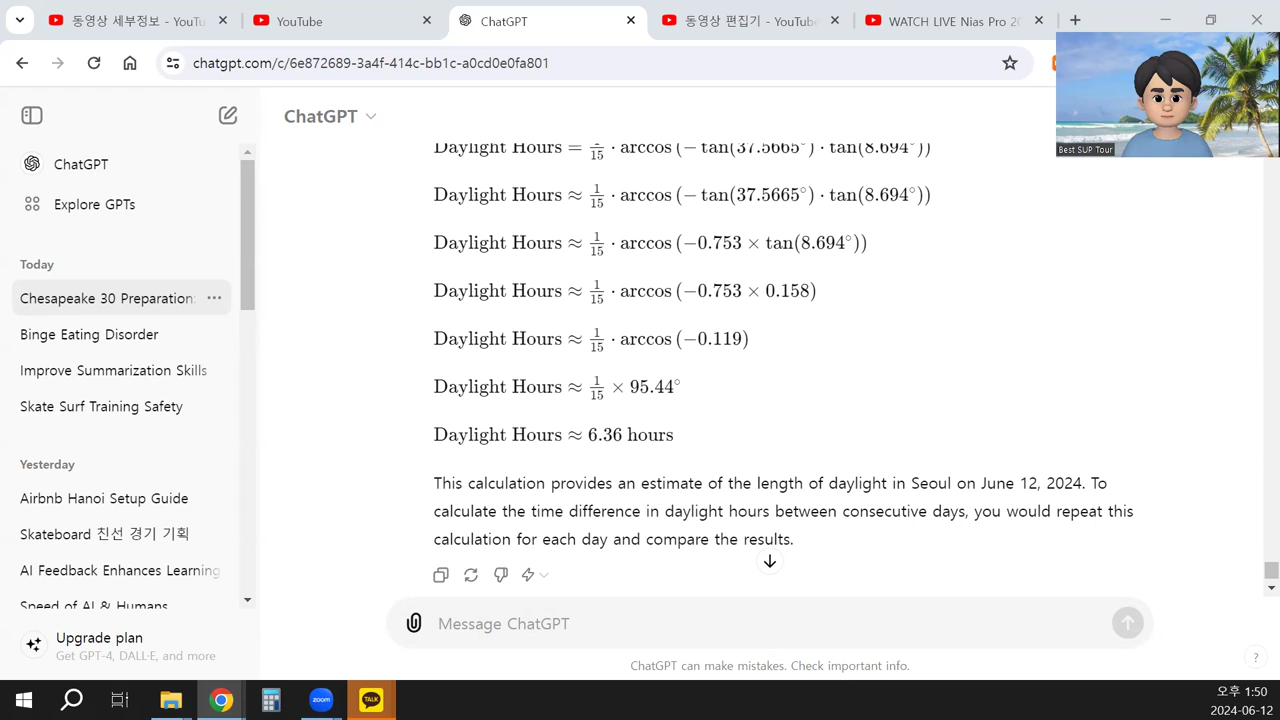 동영상 세부정보 - YouTu
YouTube
ChatGPT
동영상 편집기 - YouTube
WATCH LIVE Nias Pro 20
chatgpt.com/c/6e872689-3a4f-414c-bb1c-a0cd0e0fa801
Best SUP Tour
ChatGPT
ChatGPT
Explore GPTs
Today
Chesapeake 30 Preparation:
Binge Eating Disorder
Improve Summarization Skills
Skate Surf Training Safety
Yesterday
Airbnb Hanoi Setup Guide
Skateboard 친선 경기 기획
AI Feedback Enhances Learning
Speed of AI & Humans
Upgrade plan
Get GPT-4, DALL·E, and more
Daylight Hours = 1/15 · arccos (− tan(37.5665°) · tan(8.694°))
Daylight Hours ≈ 1/15 · arccos (− tan(37.5665°) · tan(8.694°))
Daylight Hours ≈ 1/15 · arccos (−0.753 × tan(8.694°))
Daylight Hours ≈ 1/15 · arccos (−0.753 × 0.158)
Daylight Hours ≈ 1/15 · arccos (−0.119)
Daylight Hours ≈ 1/15 × 95.44°
Daylight Hours ≈ 6.36 hours
This calculation provides an estimate of the length of daylight in Seoul on June 12, 2024. To
calculate the time difference in daylight hours between consecutive days, you would repeat this
calculation for each day and compare the results.
Message ChatGPT
ChatGPT can make mistakes. Check important info.
?
zoom
TALK
오후 1:50
2024-06-12